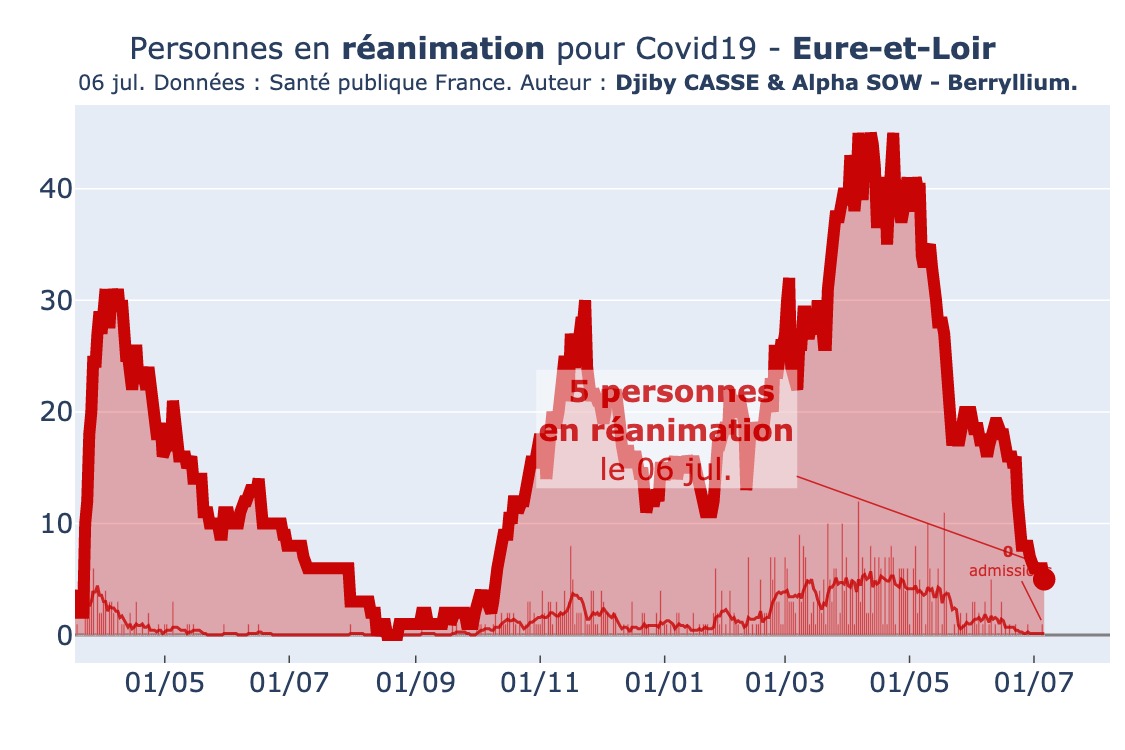 Personnes en réanimation pour Covid19 - Eure-et-Loir
06 jul. Données : Santé publique France. Auteur : Djiby CASSE & Alpha SOW - Berryllium.
40
30
20
10
0
5 personnes
en réanimation
le 06 jul.
0
admissions
01/05
01/07
01/09
01/11
01/01
01/03
01/05
01/07